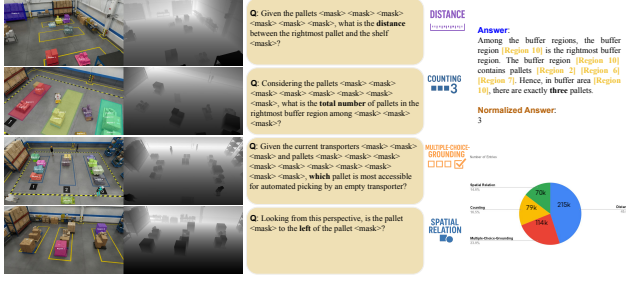 Q: Given the pallets <mask> <mask> <mask>
<mask> <mask> <mask>, what is the distance
between the rightmost pallet and the shelf
<mask>?
DISTANCE
Q: Considering the pallets <mask> <mask>
<mask> <mask> <mask> <mask> <mask>
<mask>, what is the total number of pallets in the
rightmost buffer region among <mask> <mask>
<mask>?
COUNTING
3
Q: Given the current transporters <mask> <mask>
<mask> and pallets <mask> <mask> <mask>
<mask> <mask> <mask> <mask> <mask>
<mask> <mask>, which pallet is most accessible
for automated picking by an empty transporter?
MULTIPLE-CHOICE-
GROUNDING
Q: Looking from this perspective, is the pallet
<mask> to the left of the pallet <mask>?
SPATIAL
RELATION
Answer:
Among the buffer regions, the buffer
region [Region 10] is the rightmost buffer
region. The buffer region [Region 10]
contains pallets [Region 2] [Region 6]
[Region 7]. Hence, in buffer area [Region
10], there are exactly three pallets.
Normalized Answer:
3
Spatial Relation
Counting
Multiple-Choice-Grounding
70k
79k
114k
215k